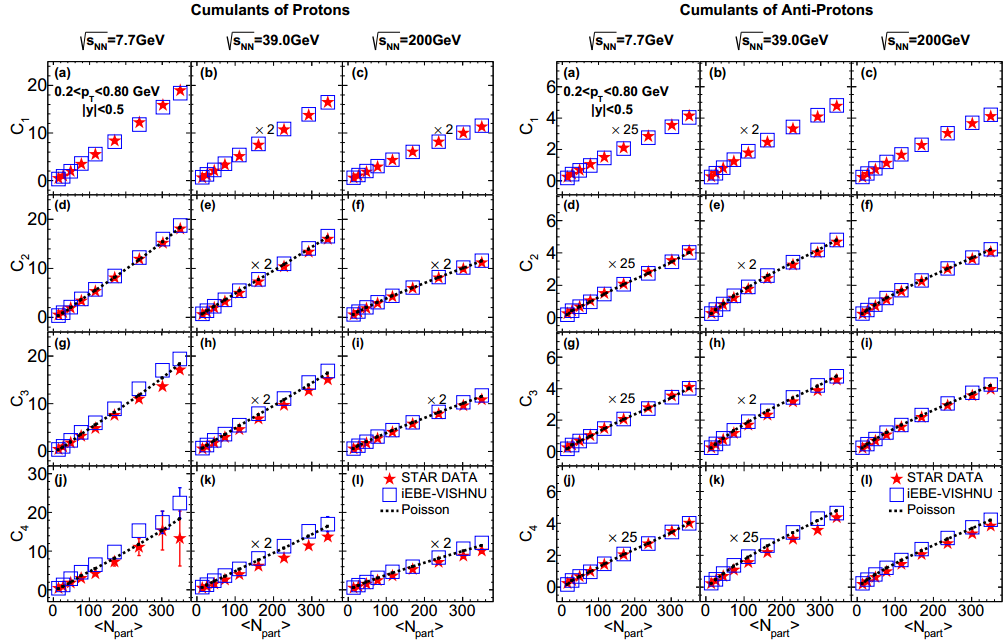 Cumulants of Protons
√sNN=7.7GeV √sNN=39.0GeV √sNN=200GeV
(a) (b) (c)
0.2<pT<0.80 GeV
|y|<0.5
× 2 × 2
C1
20
10
0
(d) (e) (f)
× 2 × 2
C2
20
10
0
(g) (h) (i)
× 2 × 2
C3
20
10
0
(j) (k) (l)
STAR DATA
iEBE-VISHNU
Poisson
× 2 × 2
C4
30
20
10
0
0 100 200 300 0 100 200 300 0 100 200 300
<Npart> <Npart> <Npart>
Cumulants of Anti-Protons
√sNN=7.7GeV √sNN=39.0GeV √sNN=200GeV
(a) (b) (c)
0.2<pT<0.80 GeV
|y|<0.5
× 25 × 2
C1
6
4
2
0
(d) (e) (f)
× 25 × 2
C2
6
4
2
0
(g) (h) (i)
× 25 × 2
C3
6
4
2
0
(j) (k) (l)
STAR DATA
iEBE-VISHNU
Poisson
× 25 × 25
C4
6
4
2
0
0 100 200 300 0 100 200 300 0 100 200 300
<Npart> <Npart> <Npart>